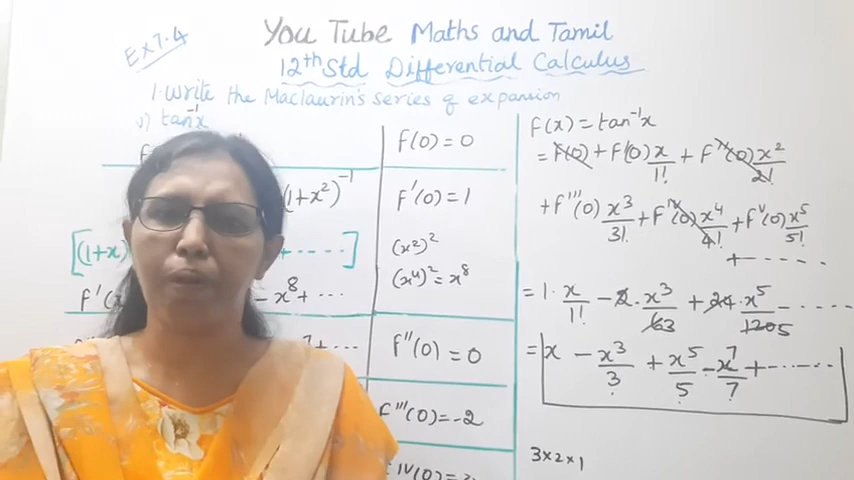 Ex 7.4
You Tube Maths and Tamil
12th Std Differential Calculus
1. Write the Maclaurin's series of expansion
v) tan⁻¹x
(1+x²)⁻¹
[(1+x)
+ ······]
− x⁸ + ···
f(0) = 0
f'(0) = 1
(x²)²
(x⁴)² = x⁸
f''(0) = 0
f'''(0) = -2
f(x) = tan⁻¹x
= f(0) + f'(0) x/1! + f''(0) x²/2!
+ f'''(0) x³/3! + f^IV(0) x⁴/4! + f^V(0) x⁵/5!
+ ······
= 1 · x/1! − 2 · x³/63 + 24 · x⁵/1205 − ······
= x − x³/3 + x⁵/5 − x⁷/7 + ······
3×2×1